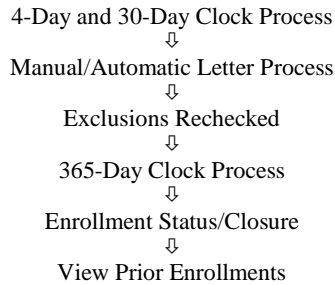 4-Day and 30-Day Clock Process
⇩
Manual/Automatic Letter Process
⇩
Exclusions Rechecked
⇩
365-Day Clock Process
⇩
Enrollment Status/Closure
⇩
View Prior Enrollments